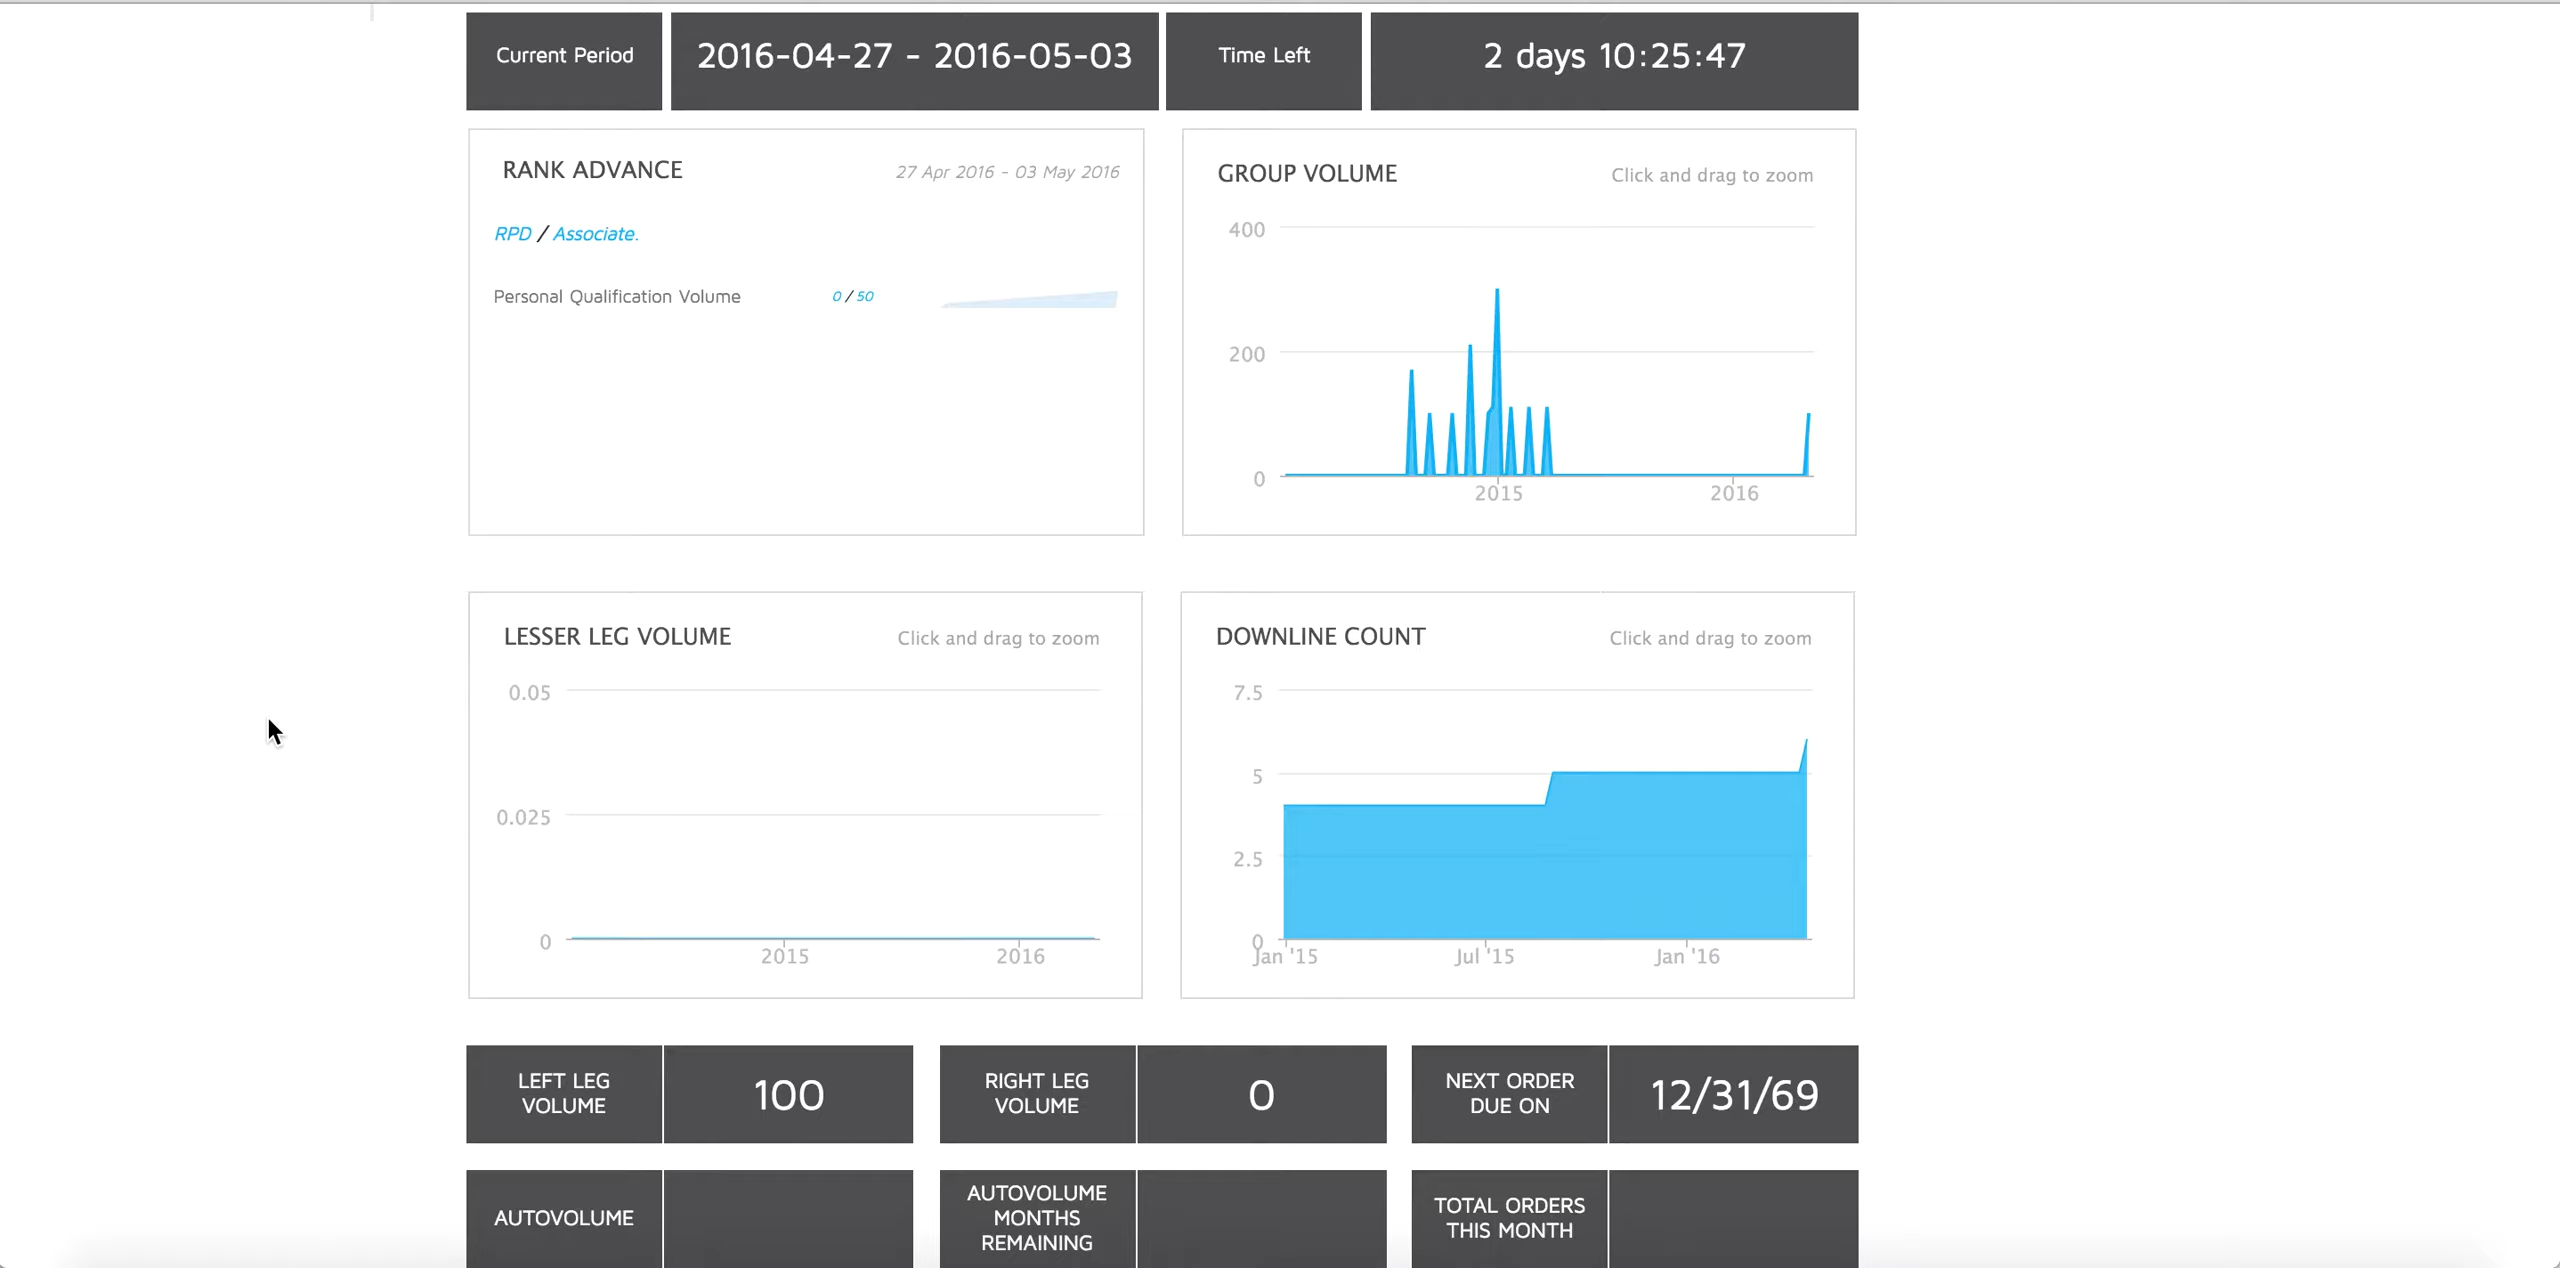 Current Period
2016-04-27 - 2016-05-03
Time Left
2 days 10:25:47
RANK ADVANCE
27 Apr 2016 - 03 May 2016
RPD / Associate.
Personal Qualification Volume
0 / 50
GROUP VOLUME
Click and drag to zoom
400
200
0
2015
2016
LESSER LEG VOLUME
Click and drag to zoom
0.05
0.025
0
2015
2016
DOWNLINE COUNT
Click and drag to zoom
7.5
5
2.5
0
Jan '15
Jul '15
Jan '16
LEFT LEG
VOLUME
100
RIGHT LEG
VOLUME
0
NEXT ORDER
DUE ON
12/31/69
AUTOVOLUME
AUTOVOLUME
MONTHS
REMAINING
TOTAL ORDERS
THIS MONTH